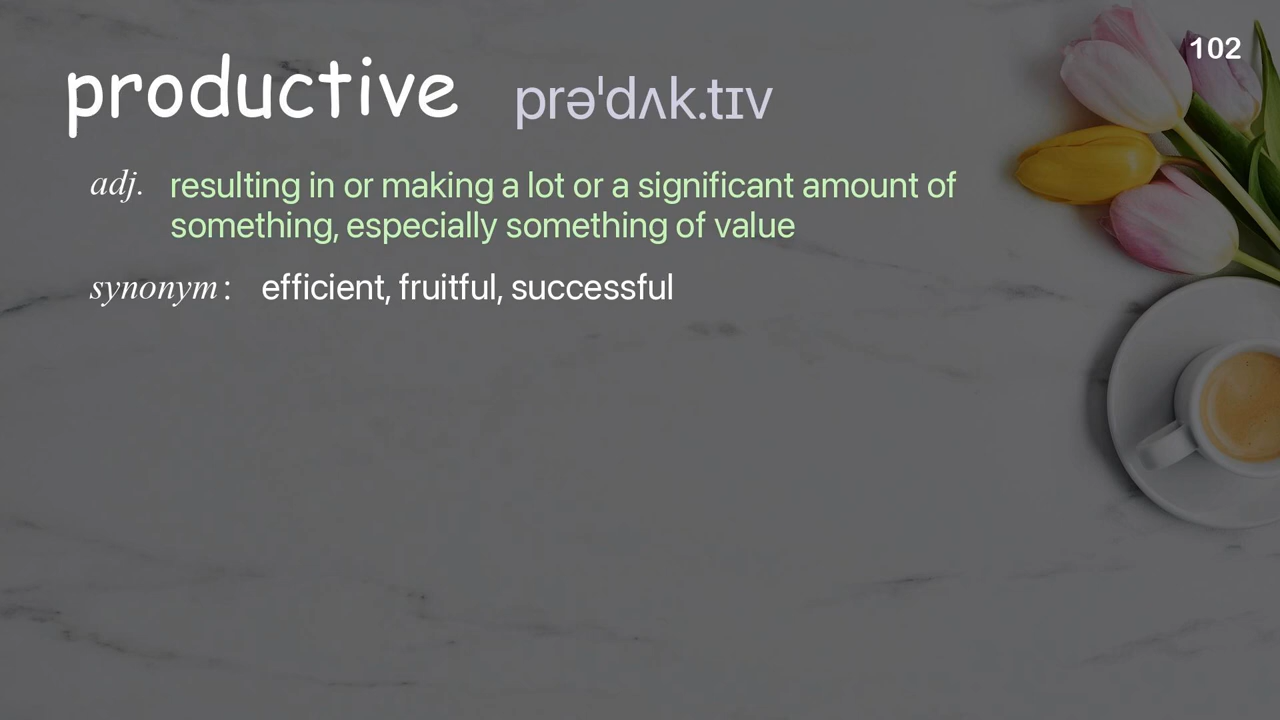 102
productive prəˈdʌk.tɪv
adj. resulting in or making a lot or a significant amount of
something, especially something of value
synonym: efficient, fruitful, successful